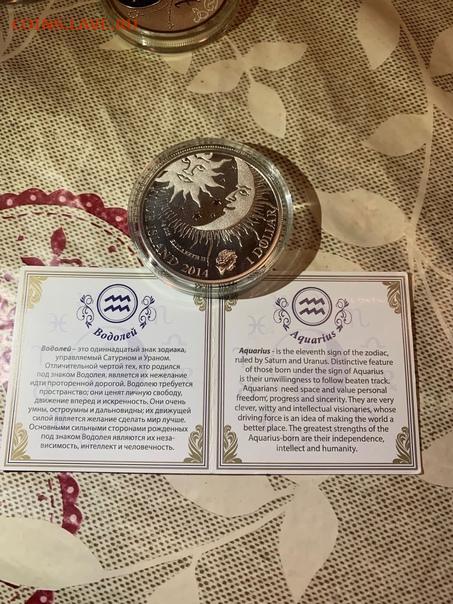 COINSLAVE.RU
ELIZABETH II
ISLAND 2014
1 DOLLAR
Водолей
Водолей – это одиннадцатый знак зодиака,
управляемый Сатурном и Ураном.
Отличительной чертой тех, кто родился
под знаком Водолея, является их нежелание
идти проторенной дорогой. Водолею требуется
пространство; они ценят личную свободу,
движение вперед и искренность. Они очень
умны, остроумны и дальновидны; их движущей
силой является желание сделать мир лучше.
Основными сильными сторонами рожденных
под знаком Водолея являются их неза-
висимость, интеллект и человечность.
Aquarius
Aquarius - is the eleventh sign of the zodiac,
ruled by Saturn and Uranus. Distinctive feature
of those born under the sign of Aquarius
is their unwillingness to follow beaten track.
Aquarians need space and value personal
freedom; progress and sincerity. They are very
clever, witty and intellectual visionaries, whose
driving force is an idea of making the world a
better place. The greatest strengths of the
Aquarius-born are their independence,
intellect and humanity.